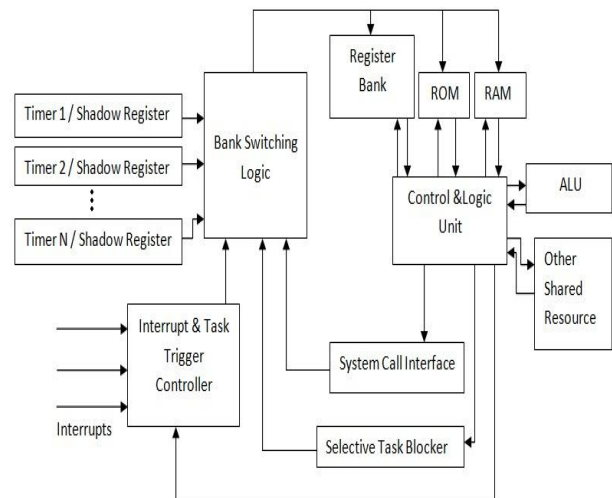 Register
Bank
ROM
RAM
Timer 1 / Shadow Register
Timer 2 / Shadow Register
Timer N / Shadow Register
Bank Switching
Logic
Control &Logic
Unit
ALU
Other
Shared
Resource
Interrupt & Task
Trigger
Controller
Interrupts
System Call Interface
Selective Task Blocker